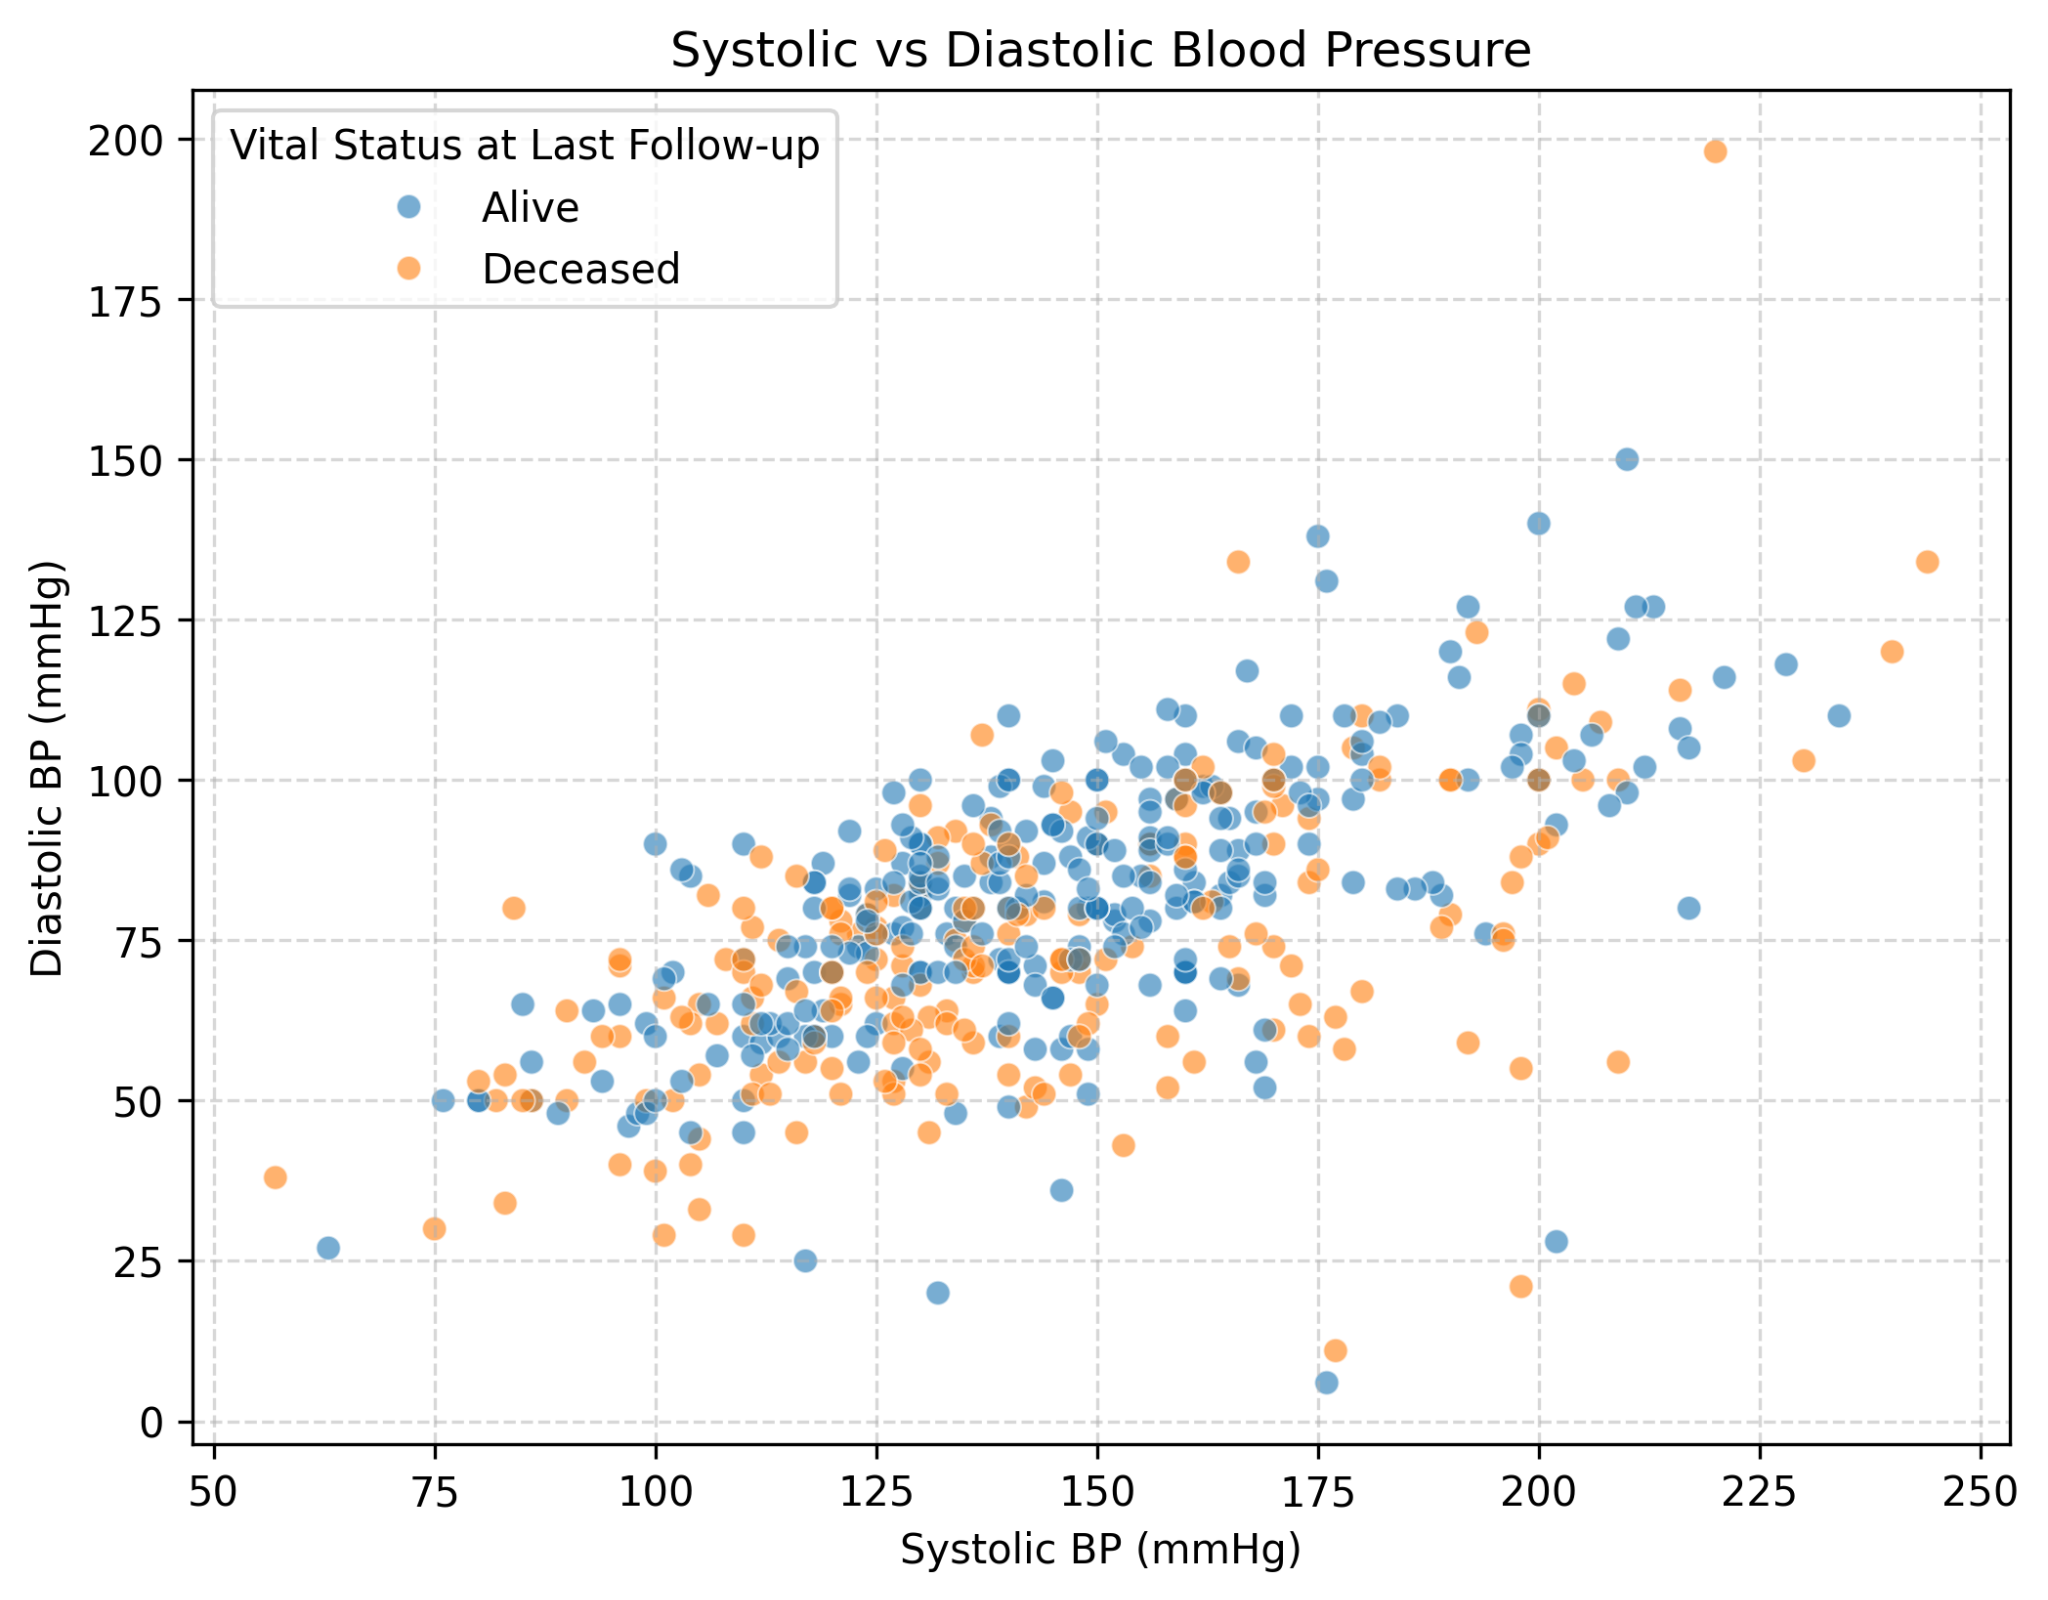 Systolic vs Diastolic Blood Pressure
Vital Status at Last Follow-up
Alive
Deceased
Diastolic BP (mmHg)
200
175
150
125
100
75
50
25
0
50 75 100 125 150 175 200 225 250
Systolic BP (mmHg)